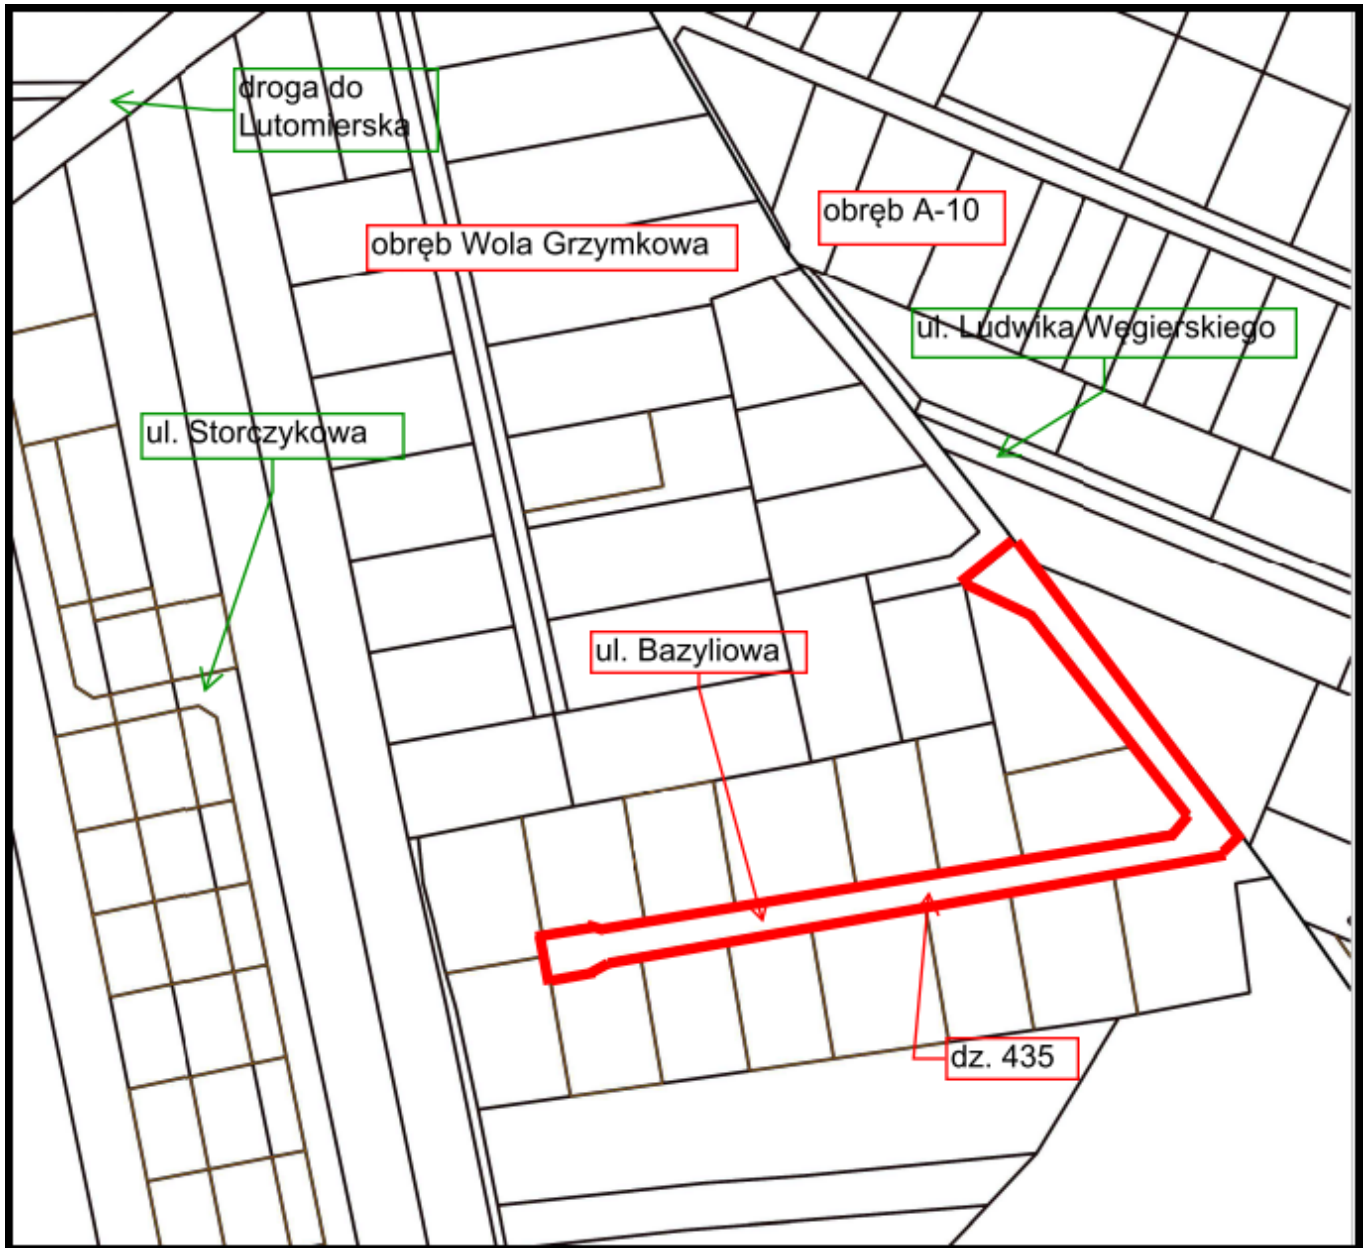 droga do
Lutomierska
obręb A-10
obręb Wola Grzymkowa
ul. Ludwika Węgierskiego
ul. Storczykowa
ul. Bazyliowa
dz. 435